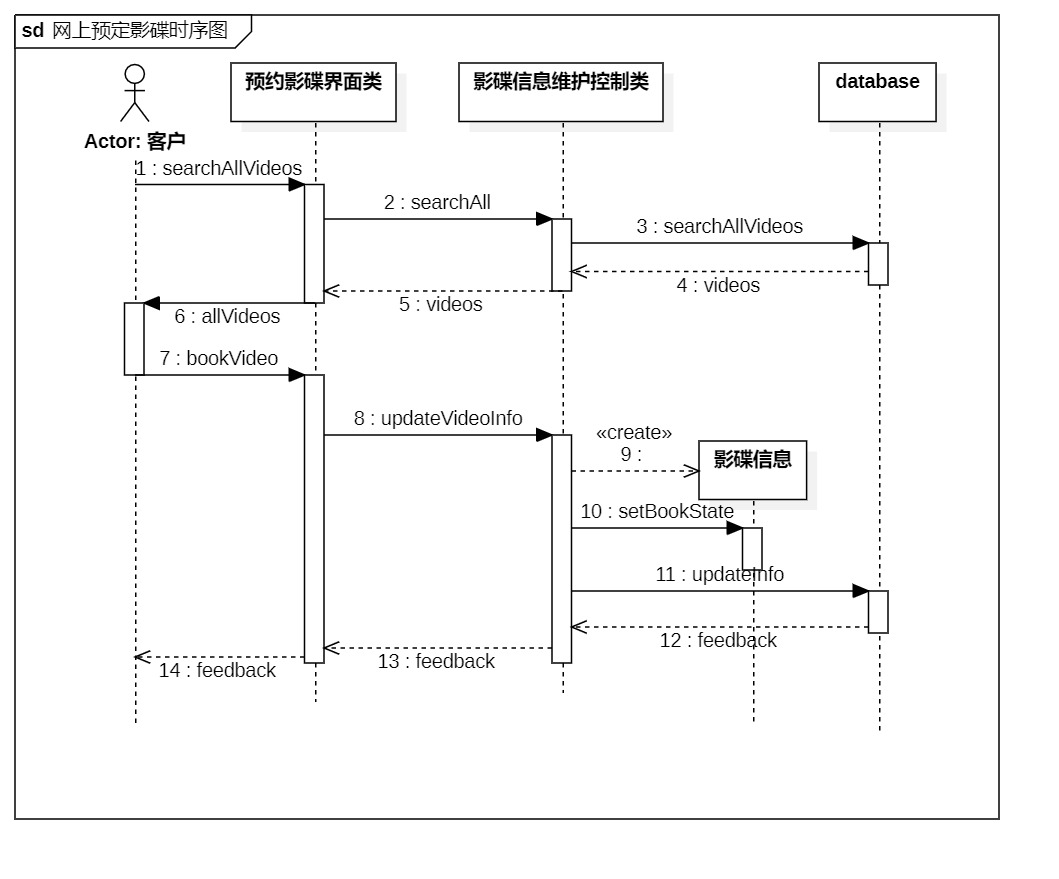 sd 网上预定影碟时序图
预约影碟界面类
影碟信息维护控制类
database
Actor: 客户
1 : searchAllVideos
2 : searchAll
3 : searchAllVideos
4 : videos
5 : videos
6 : allVideos
7 : bookVideo
8 : updateVideoInfo
«create»
9 :
影碟信息
10 : setBookState
11 : updateInfo
12 : feedback
13 : feedback
14 : feedback